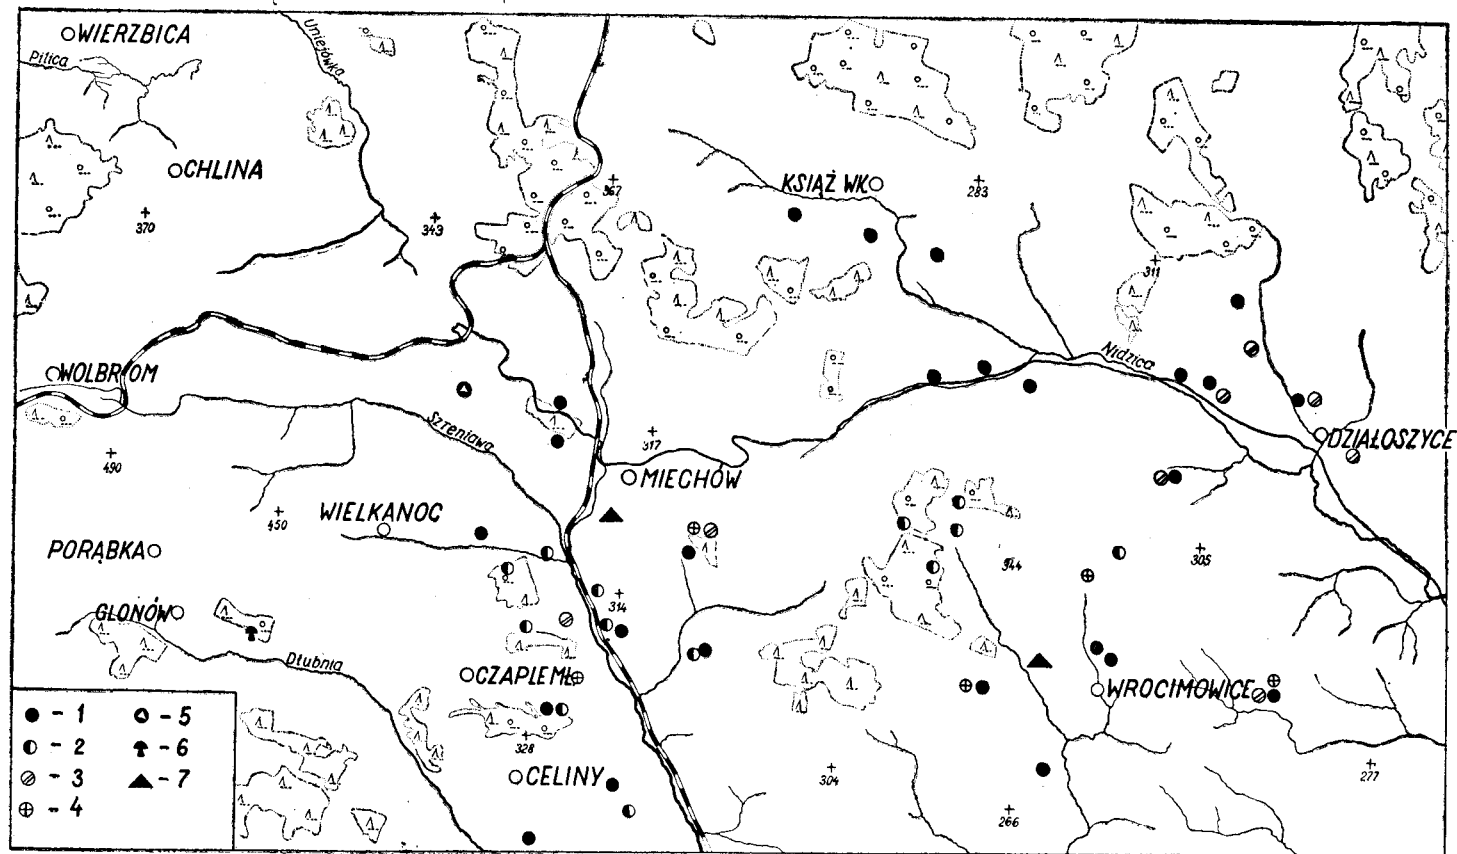 WIERZBICA
Pilica
Uniejówka
CHLINA
370
343
367
KSIĄŻ WK.
283
311
WOLBROM
Nidzica
Szreniawa
317
DZIAŁOSZYCE
490
MIECHÓW
450
WIELKANOC
PORĄBKA
344
305
314
GLONÓW
Dłubnia
CZAPLE MŁ
WROCIMOWICE
328
CELINY
304
266
277
- 1
- 5
- 2
- 6
- 3
- 7
- 4